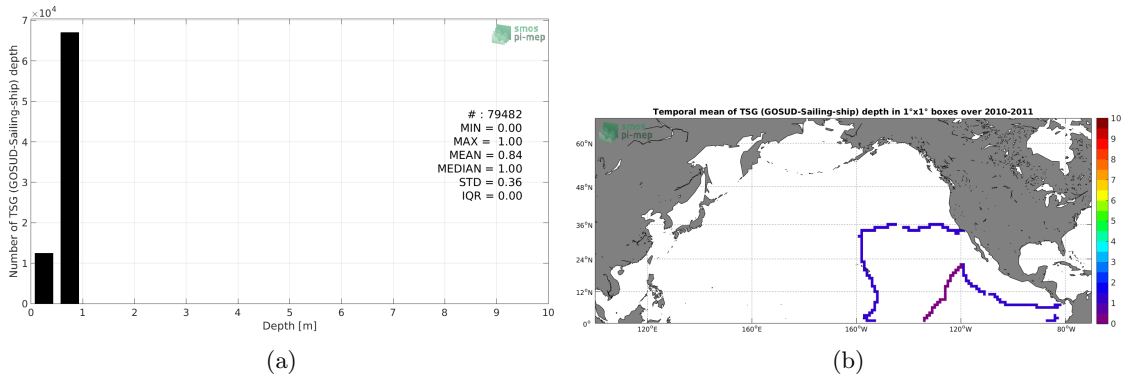 ×10⁴
7
6
5
4
3
2
1
0
Number of TSG (GOSUD-Sailing-ship) depth
smos
pi-mep
# : 79482
MIN = 0.00
MAX = 1.00
MEAN = 0.84
MEDIAN = 1.00
STD = 0.36
IQR = 0.00
0 1 2 3 4 5 6 7 8 9 10
Depth [m]
(a)
Temporal mean of TSG (GOSUD-Sailing-ship) depth in 1°x1° boxes over 2010-2011
smos
pi-mep
60°N
48°N
36°N
24°N
12°N
0°
120°E 160°E 160°W 120°W 80°W
10
9
8
7
6
5
4
3
2
1
0
(b)